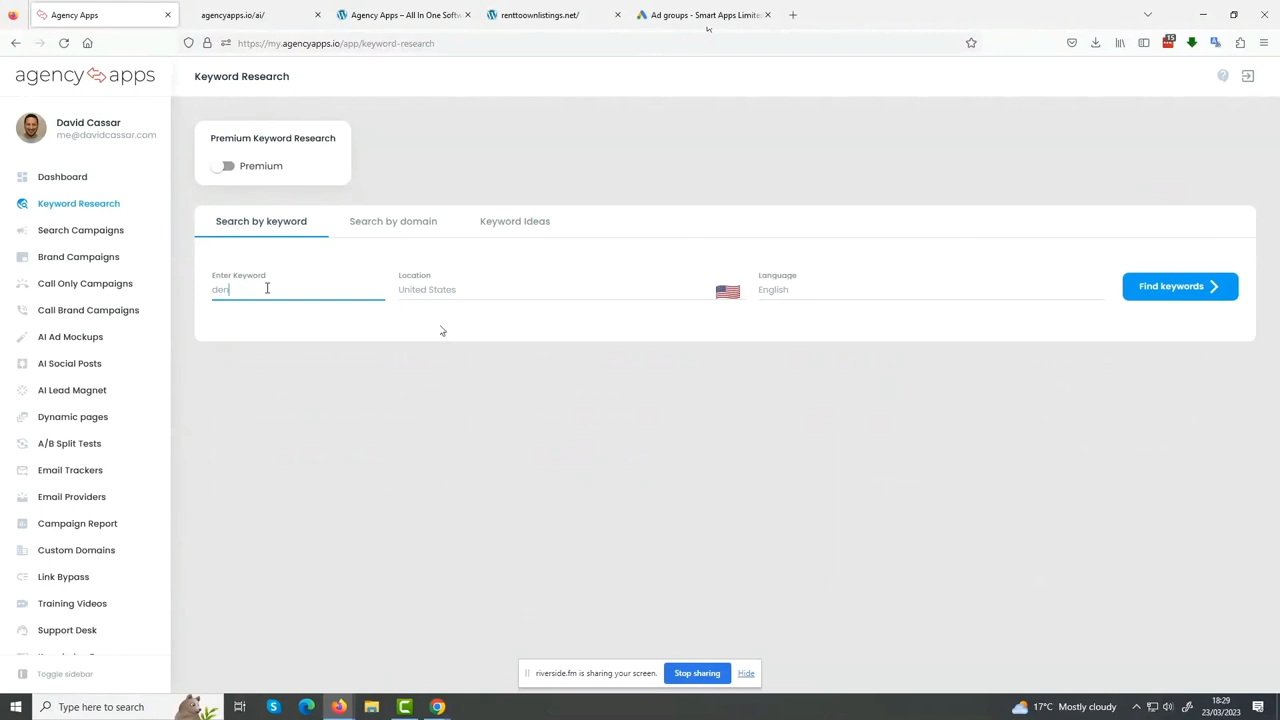 Agency Apps
agencyapps.io/ai/
Agency Apps – All In One Softw
renttoownlistings.net/
Ad groups - Smart Apps Limite
https://my.agencyapps.io/app/keyword-research
15
agency apps
Keyword Research
David Cassar
me@davidcassar.com
Dashboard
Keyword Research
Search Campaigns
Brand Campaigns
Call Only Campaigns
Call Brand Campaigns
AI Ad Mockups
AI Social Posts
AI Lead Magnet
Dynamic pages
A/B Split Tests
Email Trackers
Email Providers
Campaign Report
Custom Domains
Link Bypass
Training Videos
Support Desk
Toggle sidebar
Premium Keyword Research
Premium
Search by keyword
Search by domain
Keyword Ideas
Enter Keyword
den
Location
United States
Language
English
Find keywords
riverside.fm is sharing your screen.
Stop sharing
Hide
Type here to search
17°C Mostly cloudy
18:29
23/03/2023